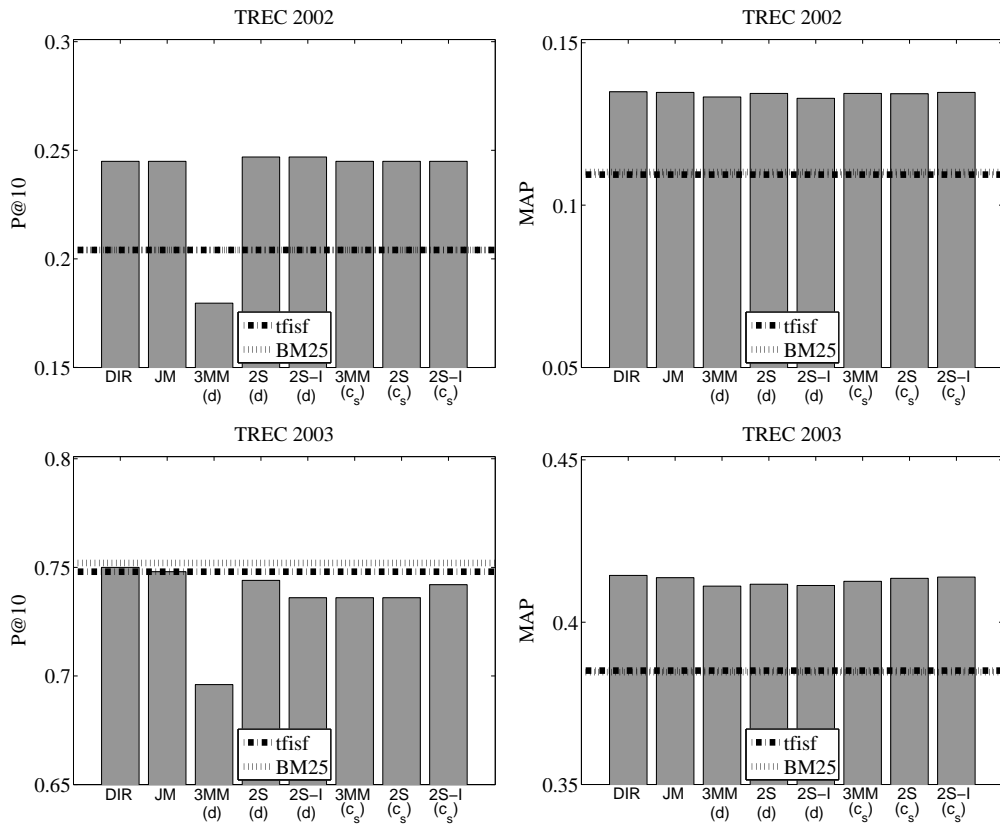 TREC 2002
0.3
0.25
0.2
0.15
P@10
tfisf
BM25
DIR JM 3MM 2S 2S−I 3MM 2S 2S−I
(d) (d) (d) (c_s) (c_s) (c_s)
TREC 2002
0.15
0.1
0.05
MAP
tfisf
BM25
DIR JM 3MM 2S 2S−I 3MM 2S 2S−I
(d) (d) (d) (c_s) (c_s) (c_s)
TREC 2003
0.8
0.75
0.7
0.65
P@10
tfisf
BM25
DIR JM 3MM 2S 2S−I 3MM 2S 2S−I
(d) (d) (d) (c_s) (c_s) (c_s)
TREC 2003
0.45
0.4
0.35
MAP
tfisf
BM25
DIR JM 3MM 2S 2S−I 3MM 2S 2S−I
(d) (d) (d) (c_s) (c_s) (c_s)